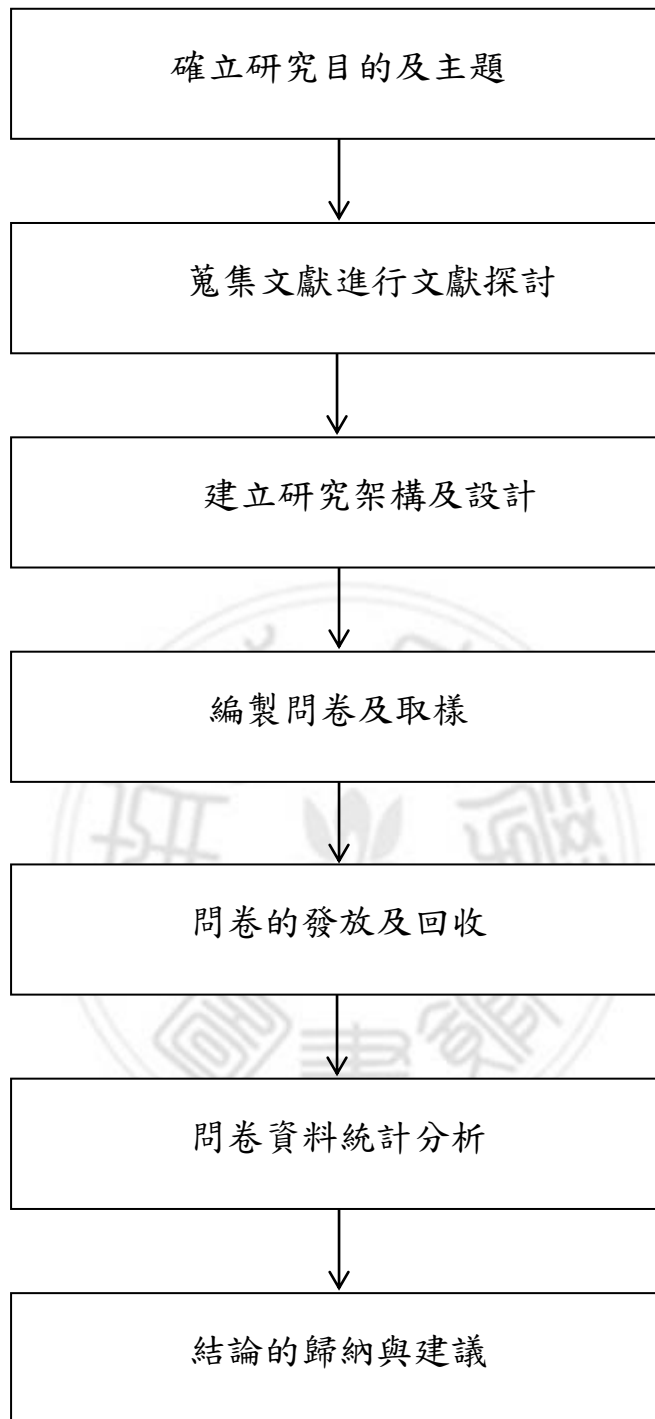 確立研究目的及主題
蒐集文獻進行文獻探討
建立研究架構及設計
編製問卷及取樣
問卷的發放及回收
問卷資料統計分析
結論的歸納與建議